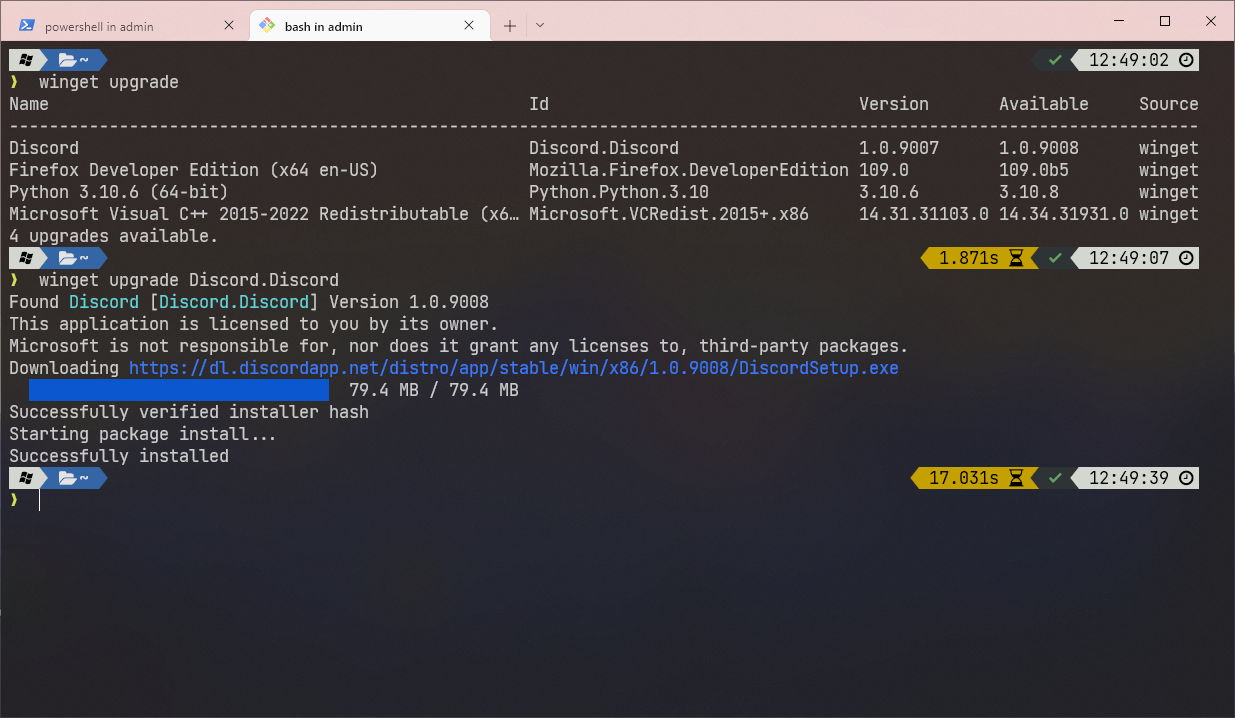 powershell in admin
bash in admin
~ 12:49:02
❯ winget upgrade
Name Id Version Available Source
-----------------------------------------------------------------------------------------------------------------------
Discord Discord.Discord 1.0.9007 1.0.9008 winget
Firefox Developer Edition (x64 en-US) Mozilla.Firefox.DeveloperEdition 109.0 109.0b5 winget
Python 3.10.6 (64-bit) Python.Python.3.10 3.10.6 3.10.8 winget
Microsoft Visual C++ 2015-2022 Redistributable (x6… Microsoft.VCRedist.2015+.x86 14.31.31103.0 14.34.31931.0 winget
4 upgrades available.
~ 1.871s 12:49:07
❯ winget upgrade Discord.Discord
Found Discord [Discord.Discord] Version 1.0.9008
This application is licensed to you by its owner.
Microsoft is not responsible for, nor does it grant any licenses to, third-party packages.
Downloading https://dl.discordapp.net/distro/app/stable/win/x86/1.0.9008/DiscordSetup.exe
79.4 MB / 79.4 MB
Successfully verified installer hash
Starting package install...
Successfully installed
~ 17.031s 12:49:39
❯